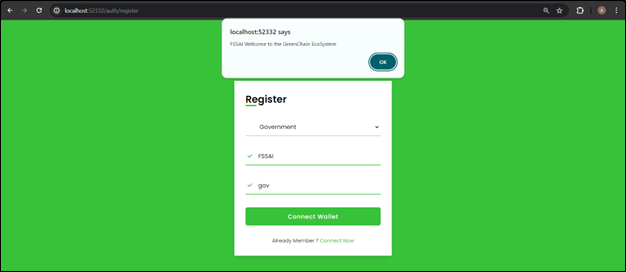 localhost:52332/auth/register
localhost:52332 says
FSSAI Welcome to the GreenChain EcoSystem
OK
Register
Government
FSSAI
gov
Connect Wallet
Already Member ? Connect Now